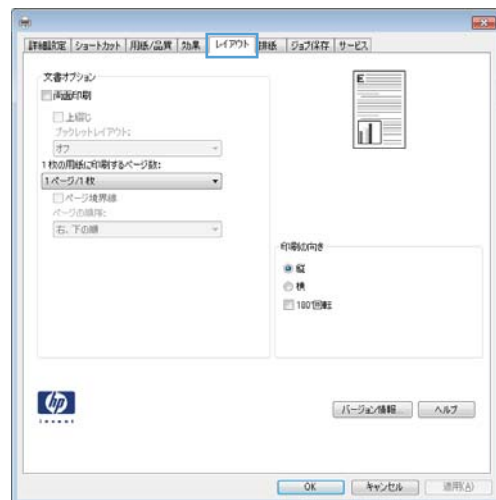 詳細設定 ショートカット 用紙/品質 効果 レイアウト 排紙 ジョブ保存 サービス
文書オプション
両面印刷
上綴じ
ブックレットレイアウト:
オフ
1枚の用紙に印刷するページ数:
1ページ/1枚
ページ境界線
ページの順序:
右、下の順
E
印刷の向き
縦
横
180°回転
hp
invent
バージョン情報... ヘルプ
OK キャンセル 適用(A)